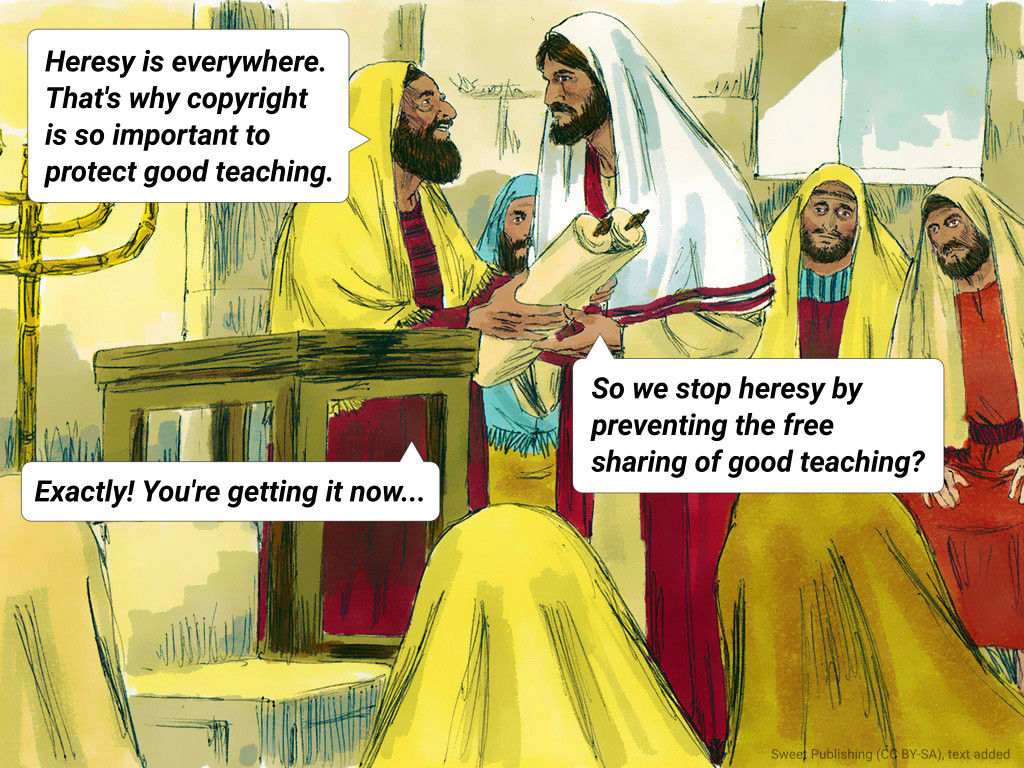 Heresy is everywhere.
That's why copyright
is so important to
protect good teaching.
So we stop heresy by
preventing the free
sharing of good teaching?
Exactly! You're getting it now...
Sweet Publishing (CC BY-SA), text added